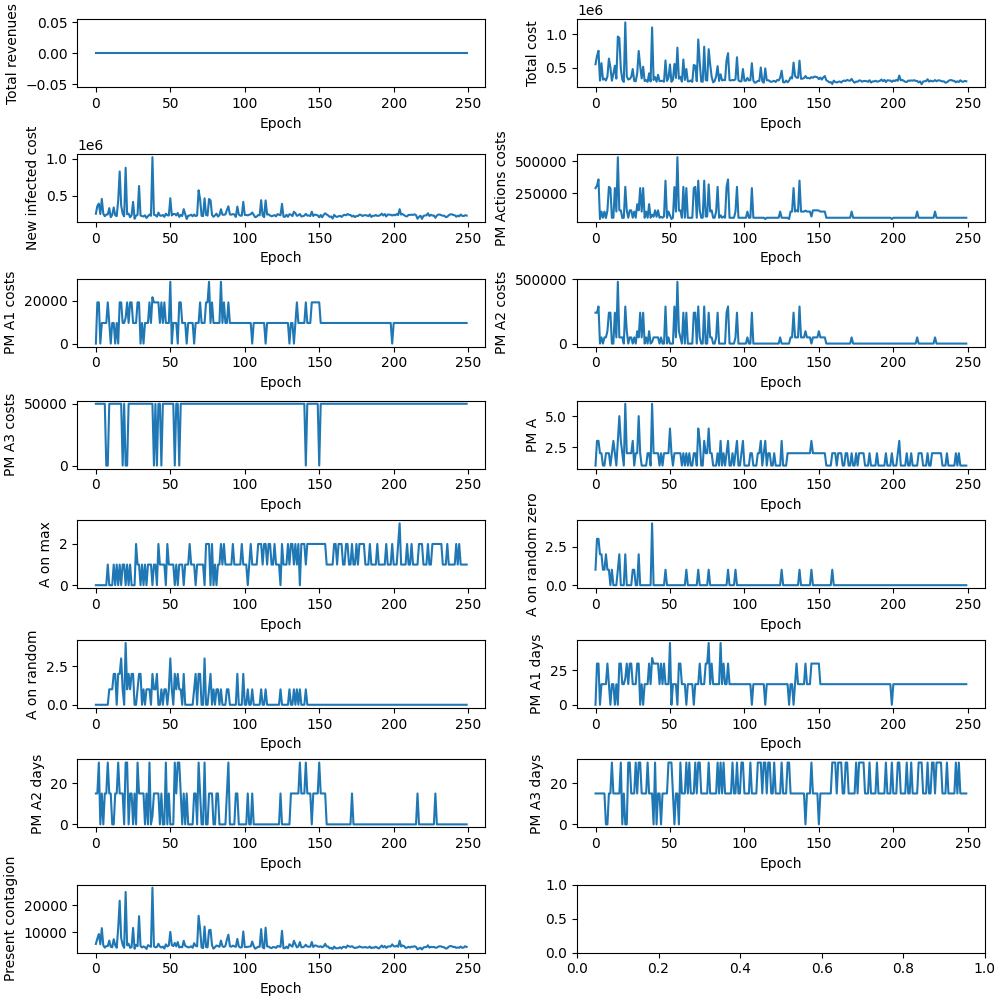 Total revenues
0.05
0.00
−0.05
0 50 100 150 200 250
Epoch
Total cost
1e6
1.0
0.5
0 50 100 150 200 250
Epoch
New infected cost
1e6
1.0
0.5
0 50 100 150 200 250
Epoch
PM Actions costs
500000
250000
0 50 100 150 200 250
Epoch
PM A1 costs
20000
0
0 50 100 150 200 250
Epoch
PM A2 costs
500000
0
0 50 100 150 200 250
Epoch
PM A3 costs
50000
0
0 50 100 150 200 250
Epoch
PM A
5.0
2.5
0 50 100 150 200 250
Epoch
A on max
2
0
0 50 100 150 200 250
Epoch
A on random zero
2.5
0.0
0 50 100 150 200 250
Epoch
A on random
2.5
0.0
0 50 100 150 200 250
Epoch
PM A1 days
25
0
0 50 100 150 200 250
Epoch
PM A2 days
20
0
0 50 100 150 200 250
Epoch
PM A3 days
20
0
0 50 100 150 200 250
Epoch
Present contagion
20000
10000
0 50 100 150 200 250
Epoch
1.0
0.5
0.0
0.0 0.2 0.4 0.6 0.8 1.0